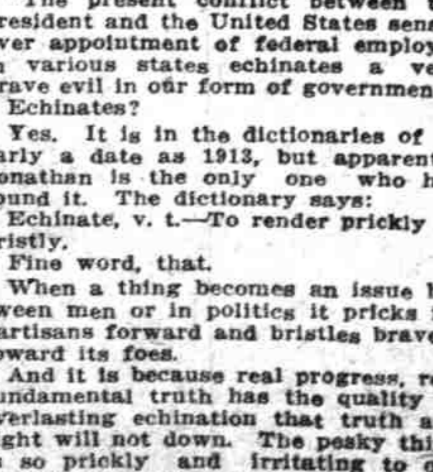 The present conflict between t
resident and the United States sena
ver appointment of federal employ
n various states echinates a ve
rave evil in our form of governmen
Echinates?
Yes. It is in the dictionaries of
arly a date as 1913, but apparent
onathan is the only one who h
ound it. The dictionary says:
Echinate, v. t.—To render prickly
ristly.
Fine word, that.
When a thing becomes an issue b
ween men or in politics it pricks i
artisans forward and bristles brave
oward its foes.
And it is because real progress, re
undamental truth has the quality
verlasting echination that truth a
ight will not down. The pesky thi
s so prickly and irritating to